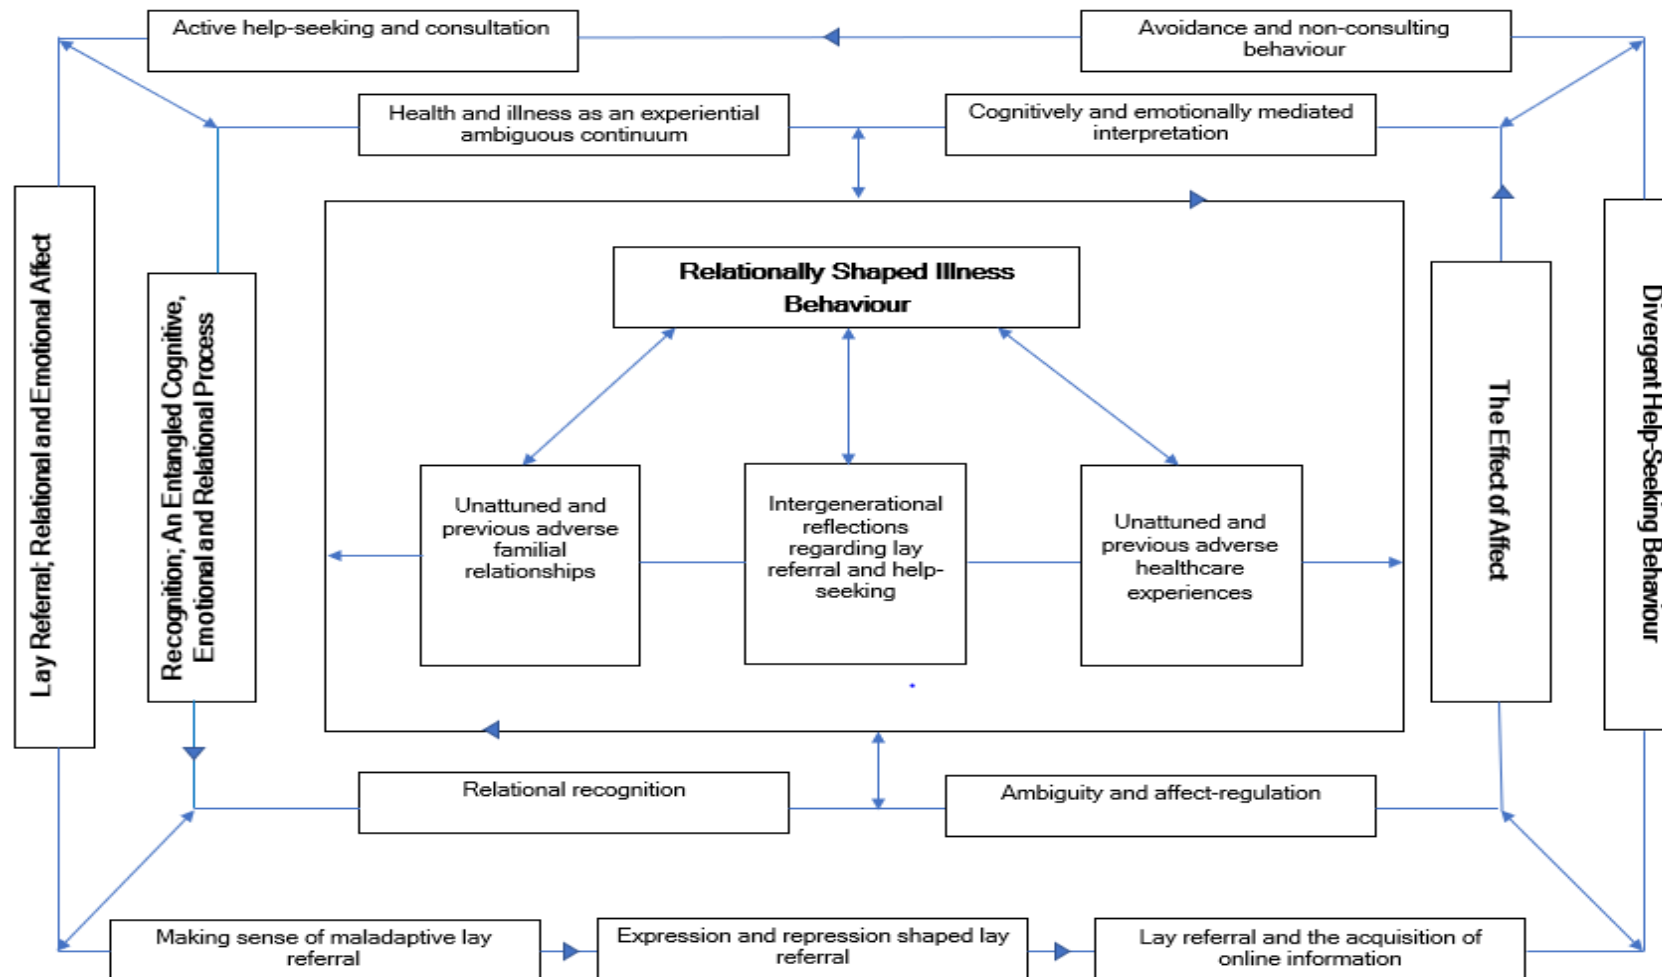 Active help-seeking and consultation
Avoidance and non-consulting
behaviour
Health and illness as an experiential
ambiguous continuum
Cognitively and emotionally mediated
interpretation
Lay Referral; Relational and Emotional Affect
Recognition; An Entangled Cognitive,
Emotional and Relational Process
Relationally Shaped Illness
Behaviour
Unattuned and
previous adverse
familial
relationships
Intergenerational
reflections
regarding lay
referral and help-
seeking
Unattuned and
previous adverse
healthcare
experiences
The Effect of Affect
Divergent Help-Seeking Behaviour
Relational recognition
Ambiguity and affect-regulation
Making sense of maladaptive lay
referral
Expression and repression shaped lay
referral
Lay referral and the acquisition of
online information